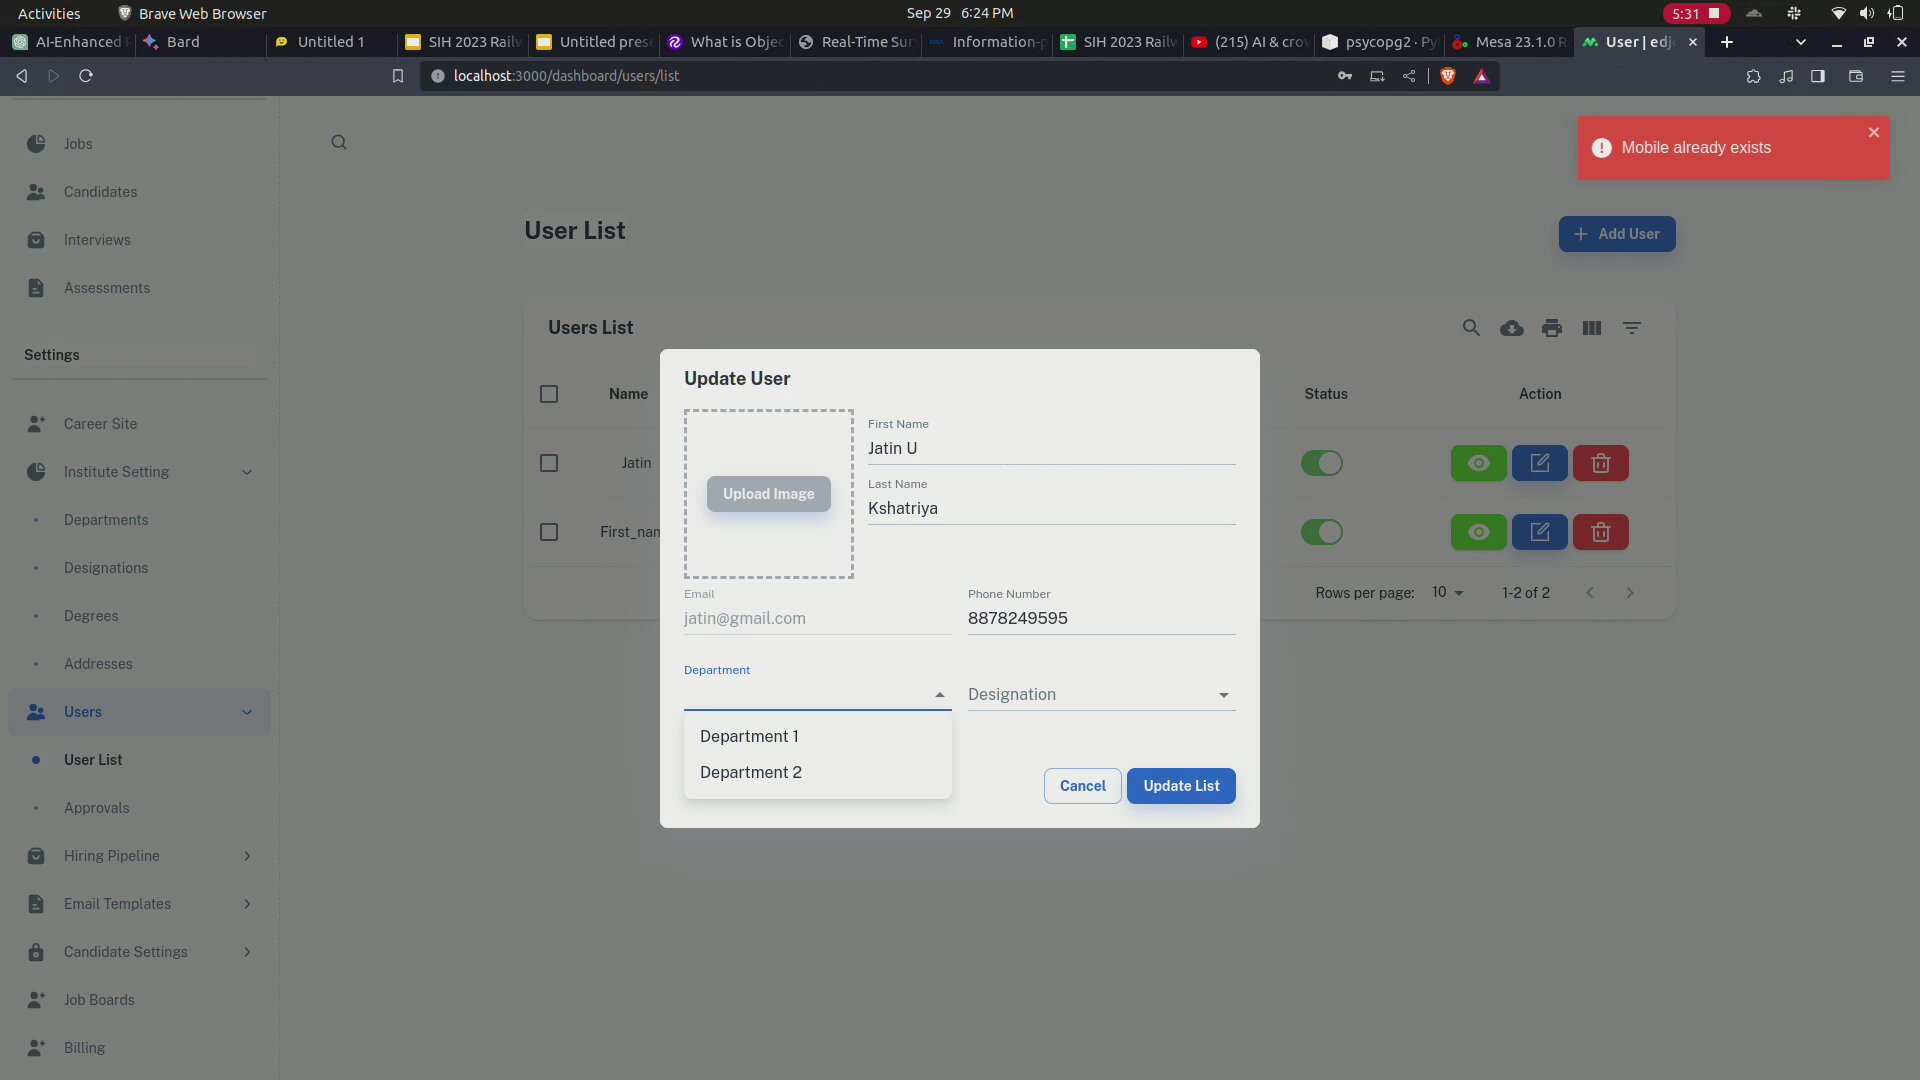 Activities
Brave Web Browser
Sep 29 6:24 PM
5:31
AI-Enhanced
Bard
Untitled 1
SIH 2023 Railw
Untitled prese
What is Objec
Real-Time Sur
Information-p
SIH 2023 Railw
(215) AI & cro
psycopg2 · Py
Mesa 23.1.0 R
User | edj
localhost:3000/dashboard/users/list
Jobs
Candidates
Interviews
Assessments
Settings
Career Site
Institute Setting
Departments
Designations
Degrees
Addresses
Users
User List
Approvals
Hiring Pipeline
Email Templates
Candidate Settings
Job Boards
Billing
Mobile already exists
User List
Add User
Users List
Name
Status
Action
Jatin
First_nam
Rows per page: 10
1-2 of 2
Update User
Upload Image
First Name
Jatin U
Last Name
Kshatriya
Email
jatin@gmail.com
Phone Number
8878249595
Department
Designation
Department 1
Department 2
Cancel
Update List